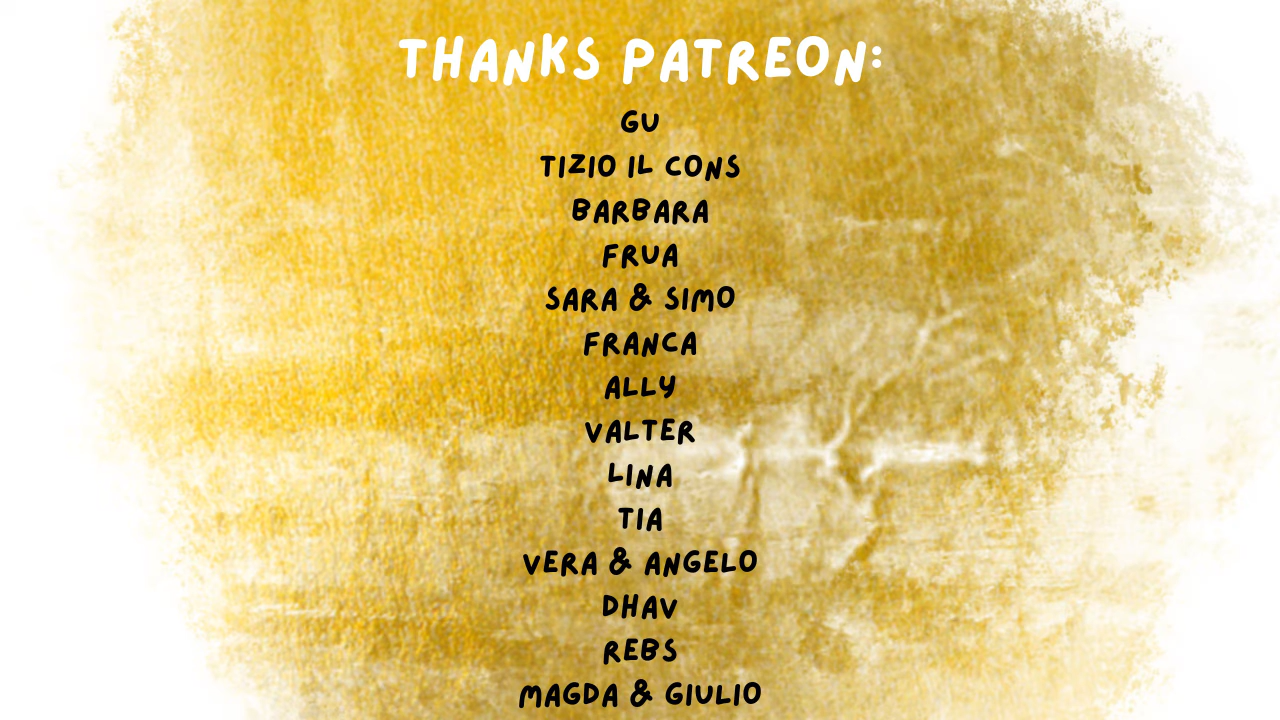 THANKS PATREON:
GU
TIZIO IL CONS
BARBARA
FRUA
SARA & SIMO
FRANCA
ALLY
VALTER
LINA
TIA
VERA & ANGELO
DHAV
REBS
MAGDA & GIULIO